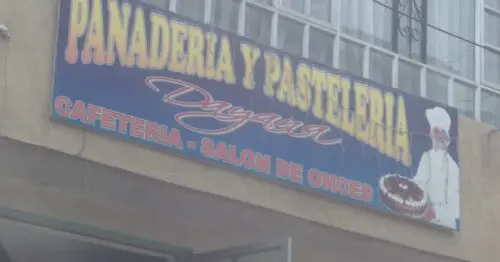 PANADERIA Y PASTELERIA
Dayana
CAFETERIA - SALON DE ONCES